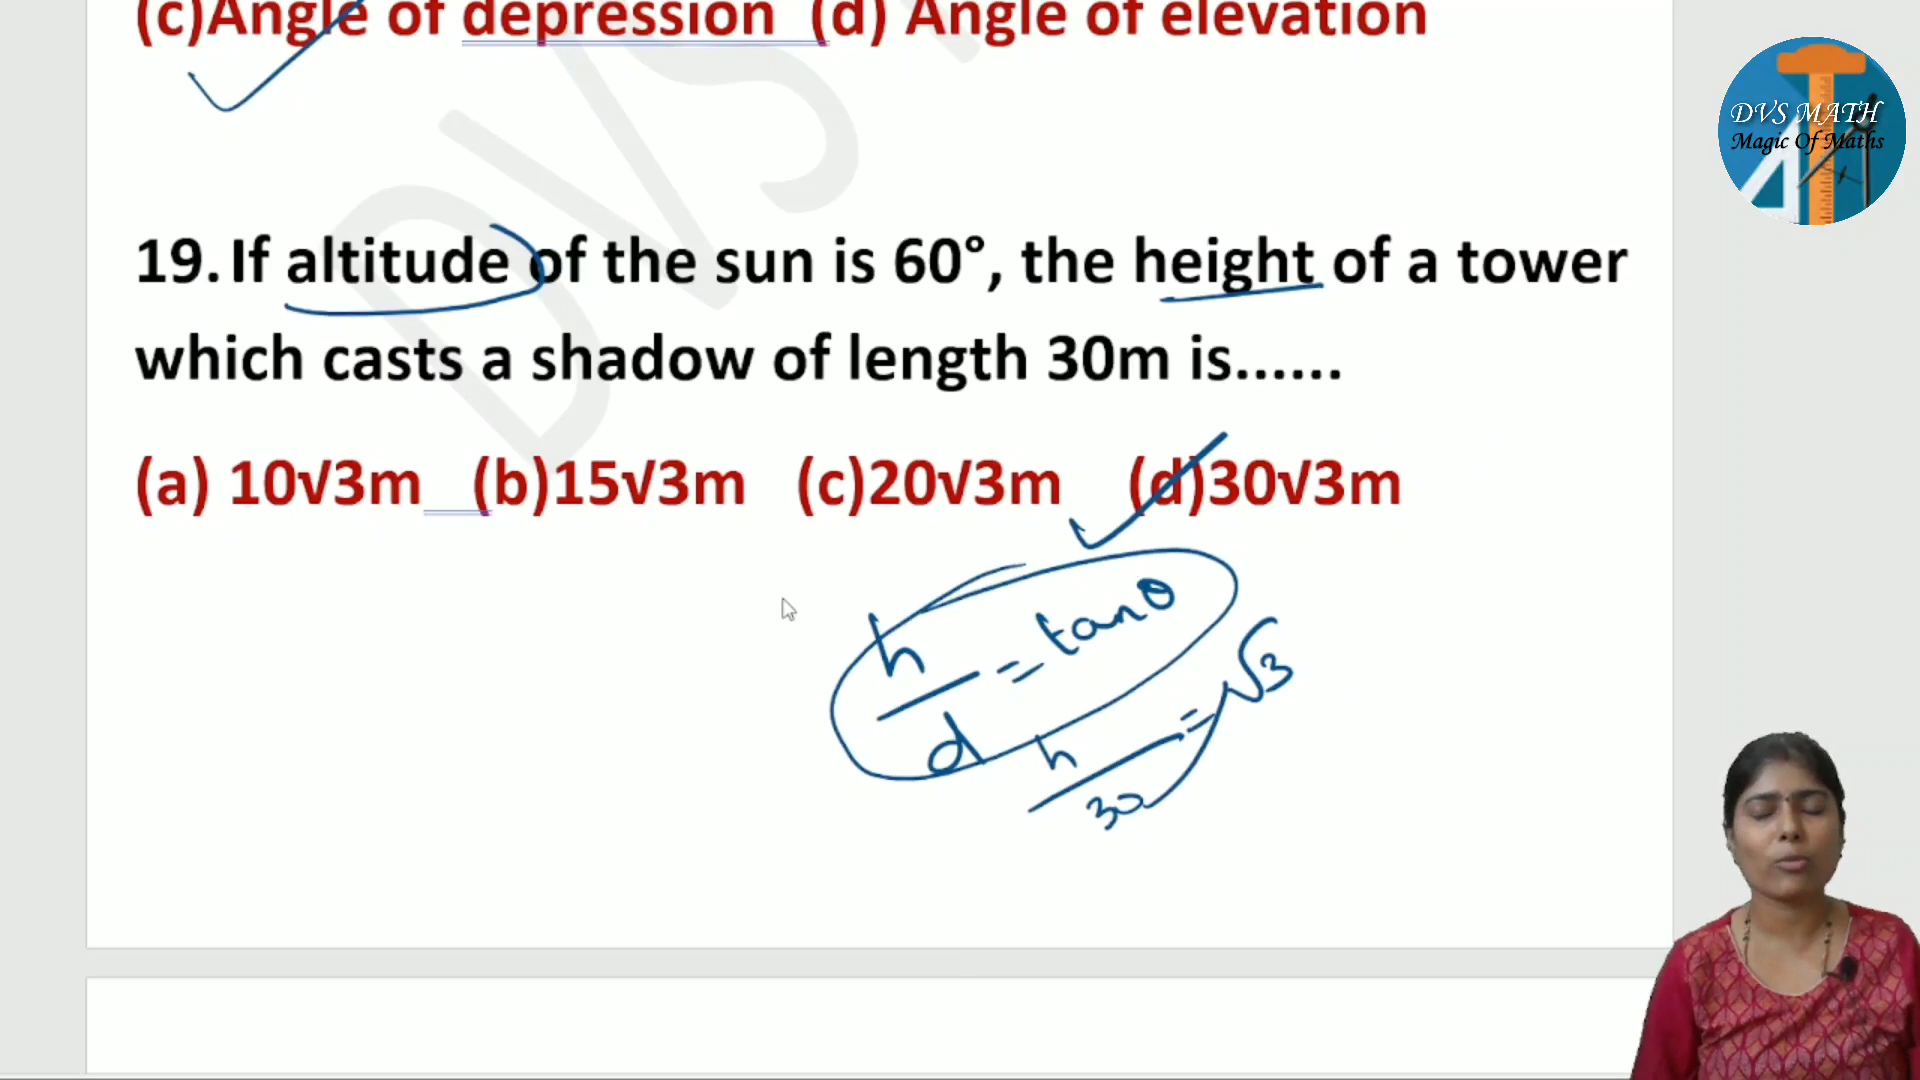 (c)Angle of depression (d) Angle of elevation
DVS MATH
Magic Of Maths
19. If altitude of the sun is 60°, the height of a tower
which casts a shadow of length 30m is......
(a) 10√3m (b)15√3m (c)20√3m (d)30√3m
h/d = tanθ
h/30 = √3
DVS